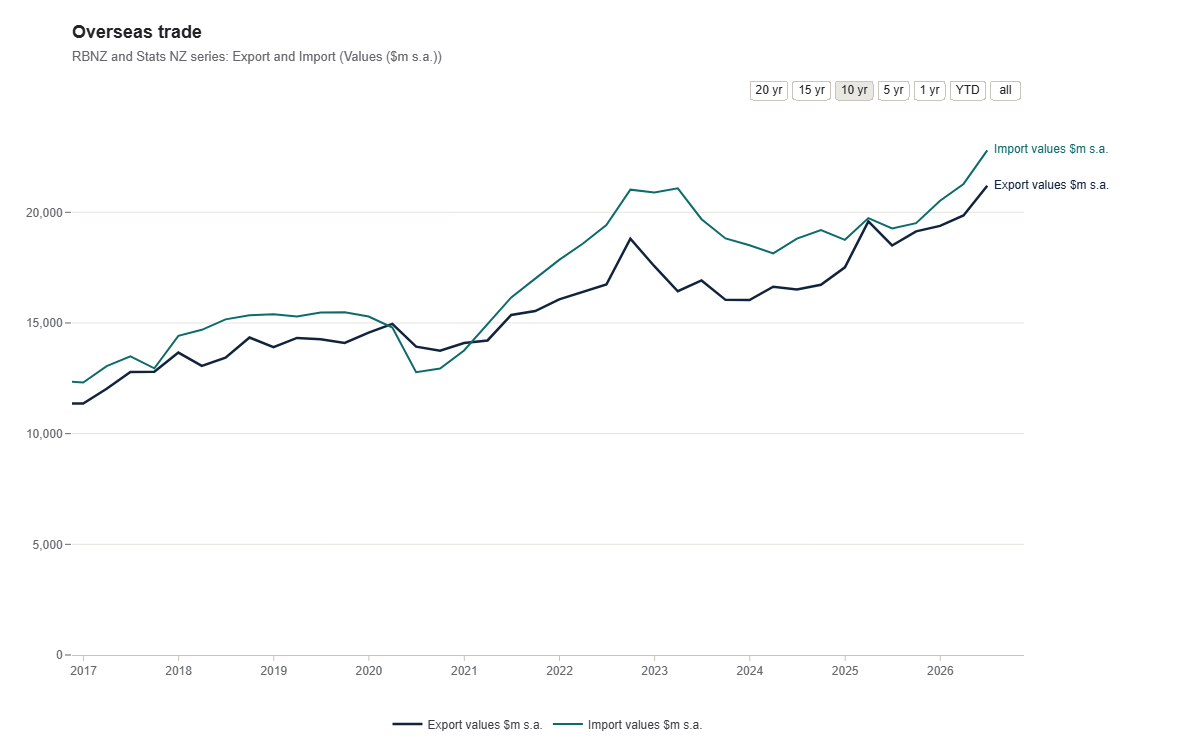 Overseas trade
RBNZ and Stats NZ series: Export and Import (Values ($m s.a.))
20 yr 15 yr 10 yr 5 yr 1 yr YTD all
Import values $m s.a.
Export values $m s.a.
20,000
15,000
10,000
5,000
0
2017 2018 2019 2020 2021 2022 2023 2024 2025 2026
Export values $m s.a. Import values $m s.a.